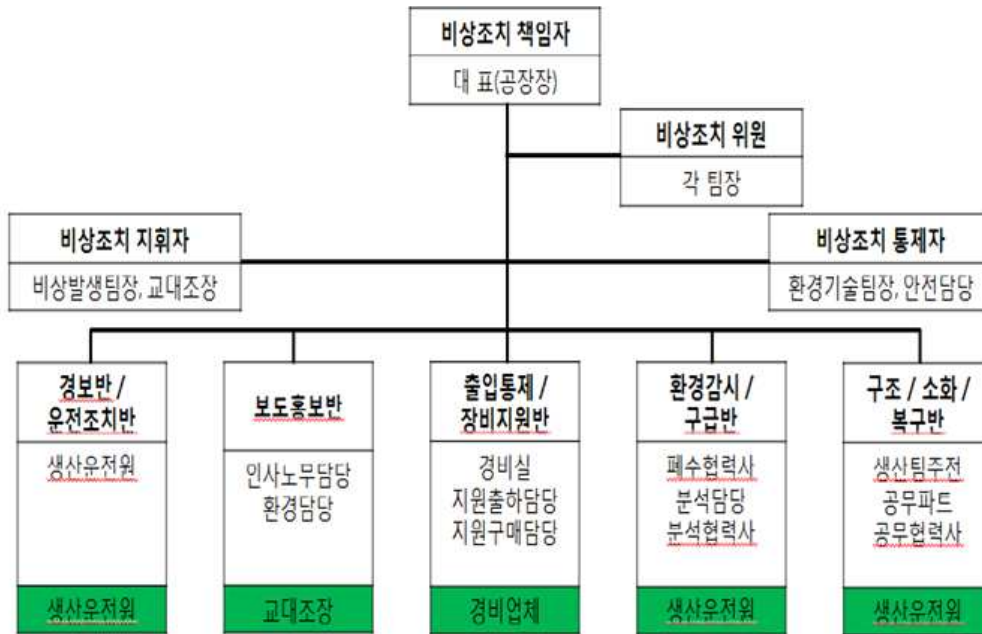 비상조치 책임자
대 표(공장장)
비상조치 위원
각 팀장
비상조치 지휘자
비상발생팀장, 교대조장
비상조치 통제자
환경기술팀장, 안전담당
경보반 /
운전조치반
생산운전원
생산운전원
보도홍보반
인사노무담당
환경담당
교대조장
출입통제 /
장비지원반
경비실
지원출하담당
지원구매담당
경비업체
환경감시 /
구급반
폐수협력사
분석담당
분석협력사
생산운전원
구조 / 소화 /
복구반
생산팀주전
공무파트
공무협력사
생산운전원